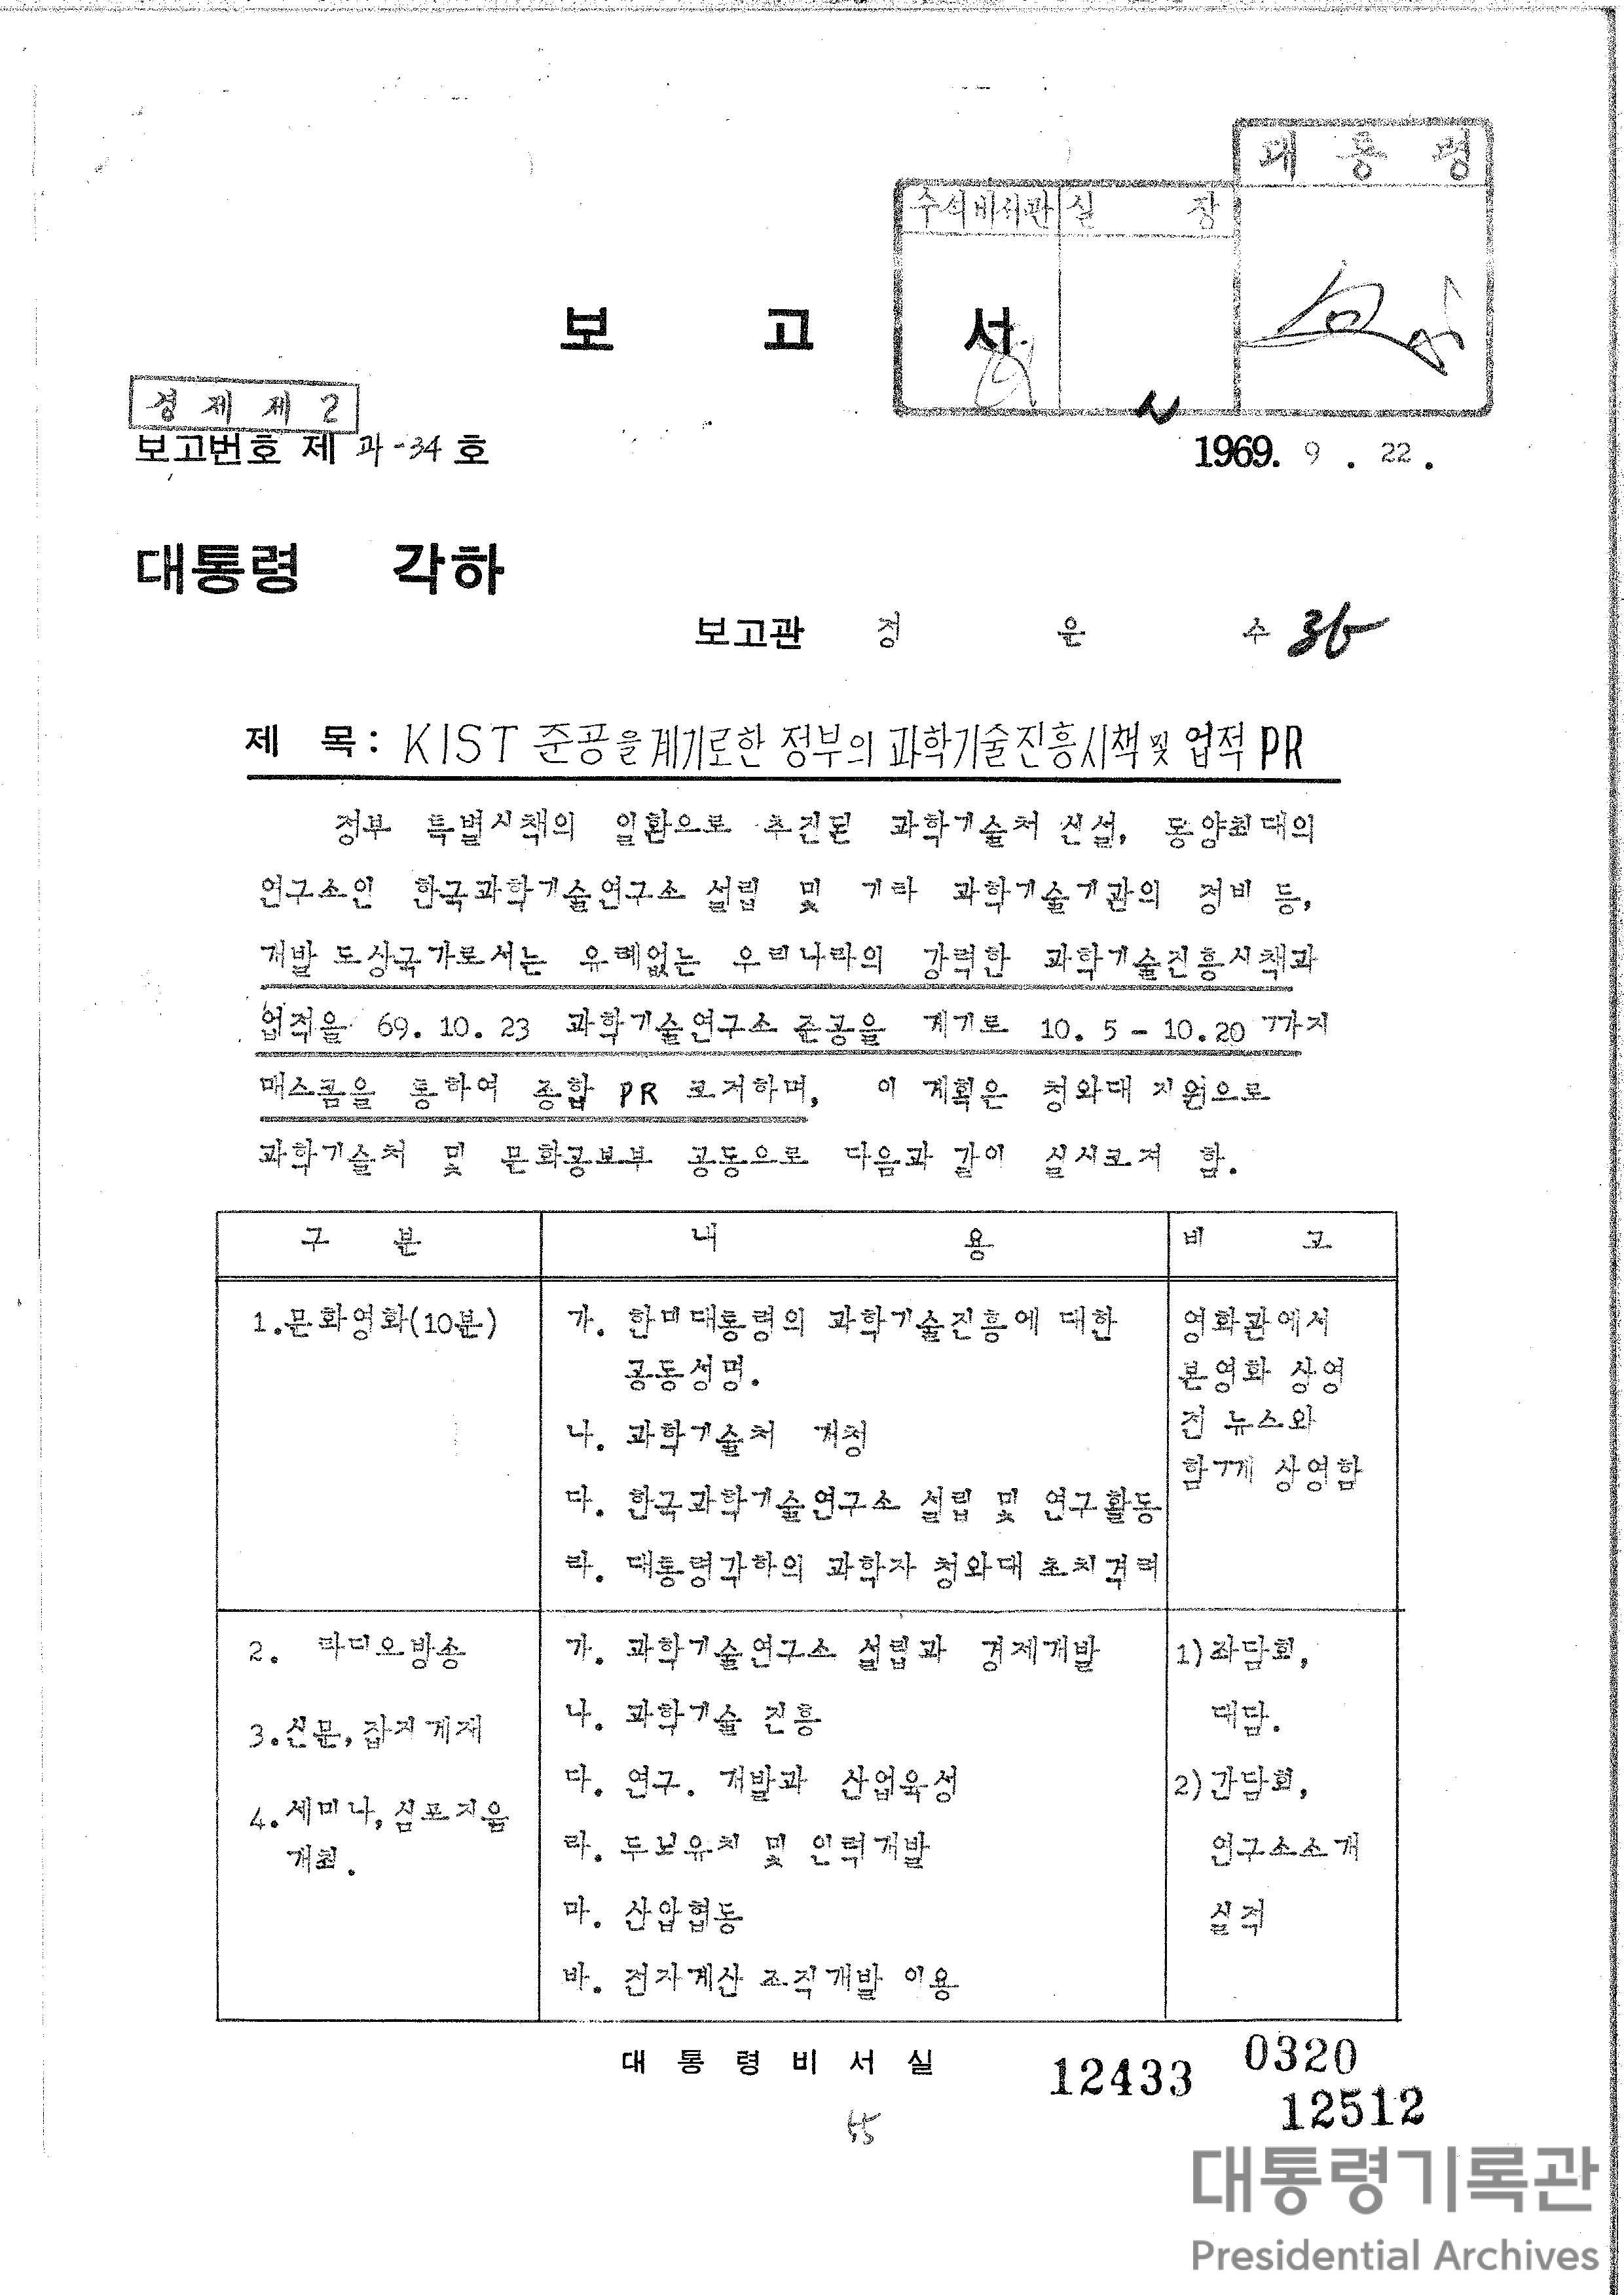 대통령
수석비서관 실장
보고서
경제제2
보고번호 제 과-34 호
1969. 9 . 22 .
대통령 각하
보고관 정은수
제 목: KIST 준공을 계기로한 정부의 과학기술진흥시책 및 업적 PR
정부 특별시책의 일환으로 추진된 과학기술처 신설, 동양최대의
연구소인 한국과학기술연구소 설립 및 기타 과학기술기관의 정비 등,
개발 도상국가로서는 유례없는 우리나라의 강력한 과학기술진흥시책과
업적을 69. 10. 23 과학기술연구소 준공을 계기로 10. 5 - 10.20 까지
매스콤을 통하여 종합 PR 코저하며, 이 계획은 청와대 지원으로
과학기술처 및 문화공보부 공동으로 다음과 같이 실시코저 함.
구 분 내 용 비 고
1.문화영화(10분)
가. 한미대통령의 과학기술진흥에 대한
공동성명.
나. 과학기술처 개청
다. 한국과학기술연구소 설립 및 연구활동
라. 대통령각하의 과학자 청와대 초치격려
영화관에서
본영화 상영
전 뉴스와
함께 상영함
2. 라디오방송
3.신문,잡지게재
4.세미나,심포지움
개최.
가. 과학기술연구소 설립과 경제개발
나. 과학기술 진흥
다. 연구. 개발과 산업육성
라. 두뇌유치 및 인력개발
마. 산업협동
바. 전자계산 조직개발 이용
1)좌담회,
대담.
2)간담회,
연구소소개
실적
대통령비서실
12433
0320
12512
55
대통령기록관
Presidential Archives